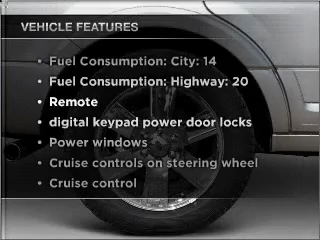 VEHICLE FEATURES
• Fuel Consumption: City: 14
• Fuel Consumption: Highway: 20
• Remote
• digital keypad power door locks
• Power windows
• Cruise controls on steering wheel
• Cruise control